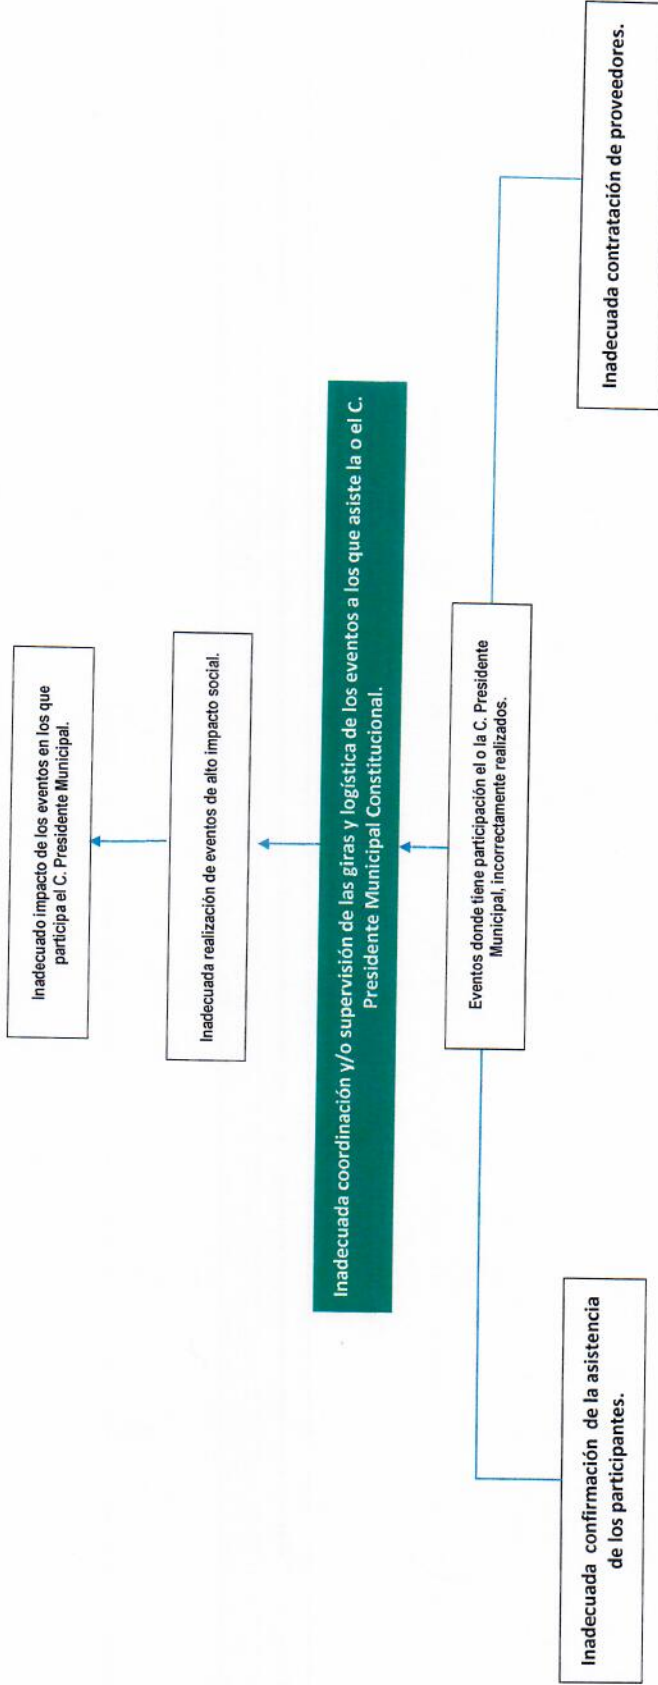 Inadecuado impacto de los eventos en los que
participa el C. Presidente Municipal.
Inadecuada realización de eventos de alto impacto social.
Inadecuada coordinación y/o supervisión de las giras y logística de los eventos a los que asiste la o el C.
Presidente Municipal Constitucional.
Eventos donde tiene participación el o la C. Presidente
Municipal, incorrectamente realizados.
Inadecuada confirmación de la asistencia
de los participantes.
Inadecuada contratación de proveedores.